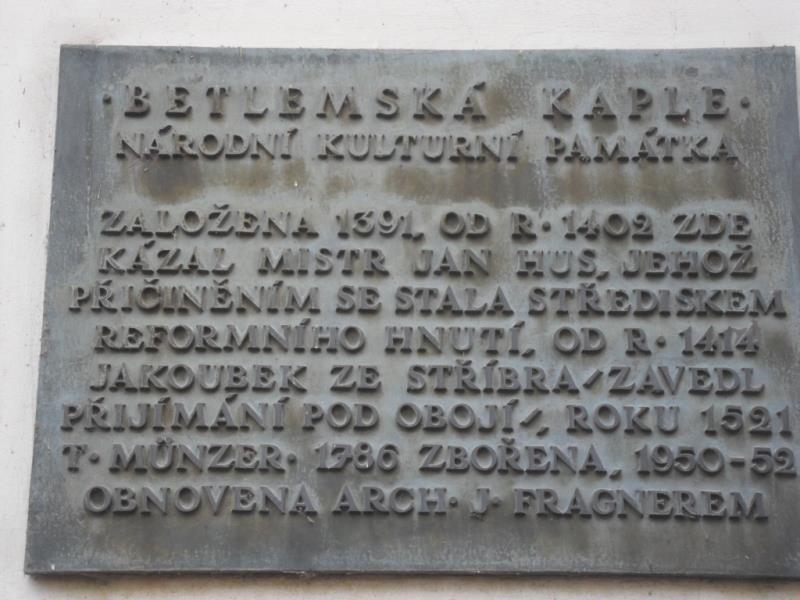 ·BETLEMSKÁ KAPLE·
NÁRODNÍ KULTURNÍ PAMÁTKA
ZALOŽENA 1391, OD R· 1402 ZDE
KÁZAL MISTR JAN HUS, JEHOŽ
PŘIČINĚNÍM SE STALA STŘEDISKEM
REFORMNÍHO HNUTÍ, OD R· 1414
JAKOUBEK ZE STŘÍBRA/ZAVEDL
PŘIJÍMÁNÍ POD OBOJÍ/, ROKU 1521
T· MÜNZER· 1786 ZBOŘENA, 1950-52
OBNOVENA ARCH· J· FRAGNEREM